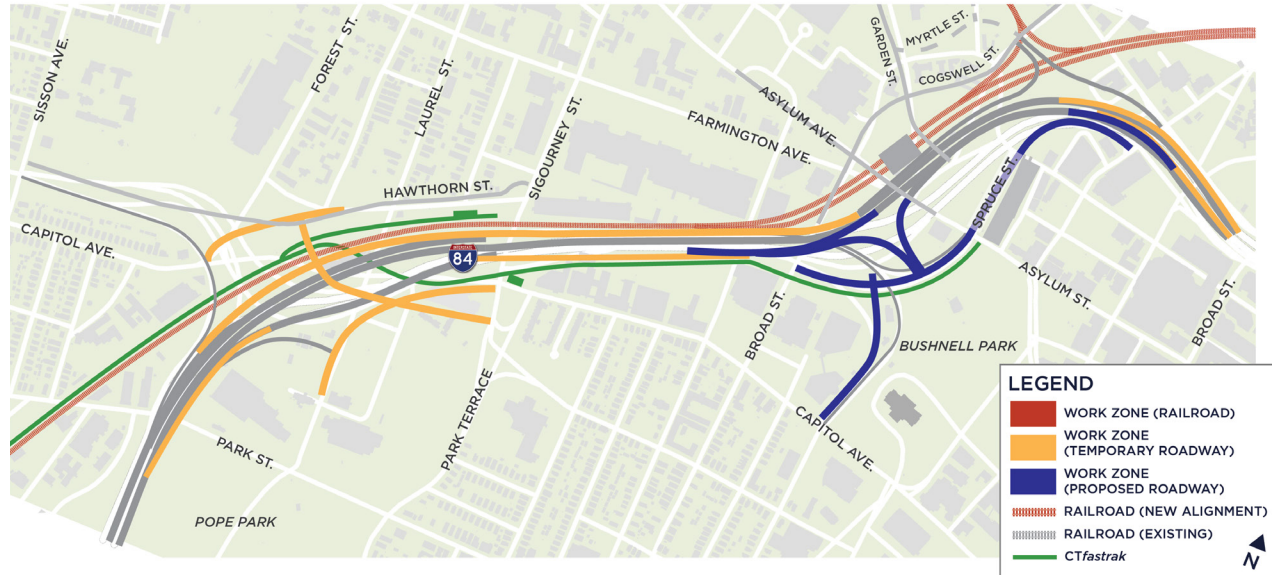 SISSON AVE.
FOREST ST.
LAUREL ST.
SIGOURNEY ST.
HAWTHORN ST.
CAPITOL AVE.
GARDEN ST.
MYRTLE ST.
COGSWELL ST.
ASYLUM AVE.
FARMINGTON AVE.
SPRUCE ST.
ASYLUM ST.
BROAD ST.
84
BROAD ST.
BUSHNELL PARK
CAPITOL AVE.
PARK TERRACE
PARK ST.
POPE PARK
LEGEND
WORK ZONE (RAILROAD)
WORK ZONE
(TEMPORARY ROADWAY)
WORK ZONE
(PROPOSED ROADWAY)
RAILROAD (NEW ALIGNMENT)
RAILROAD (EXISTING)
CTfastrak
N